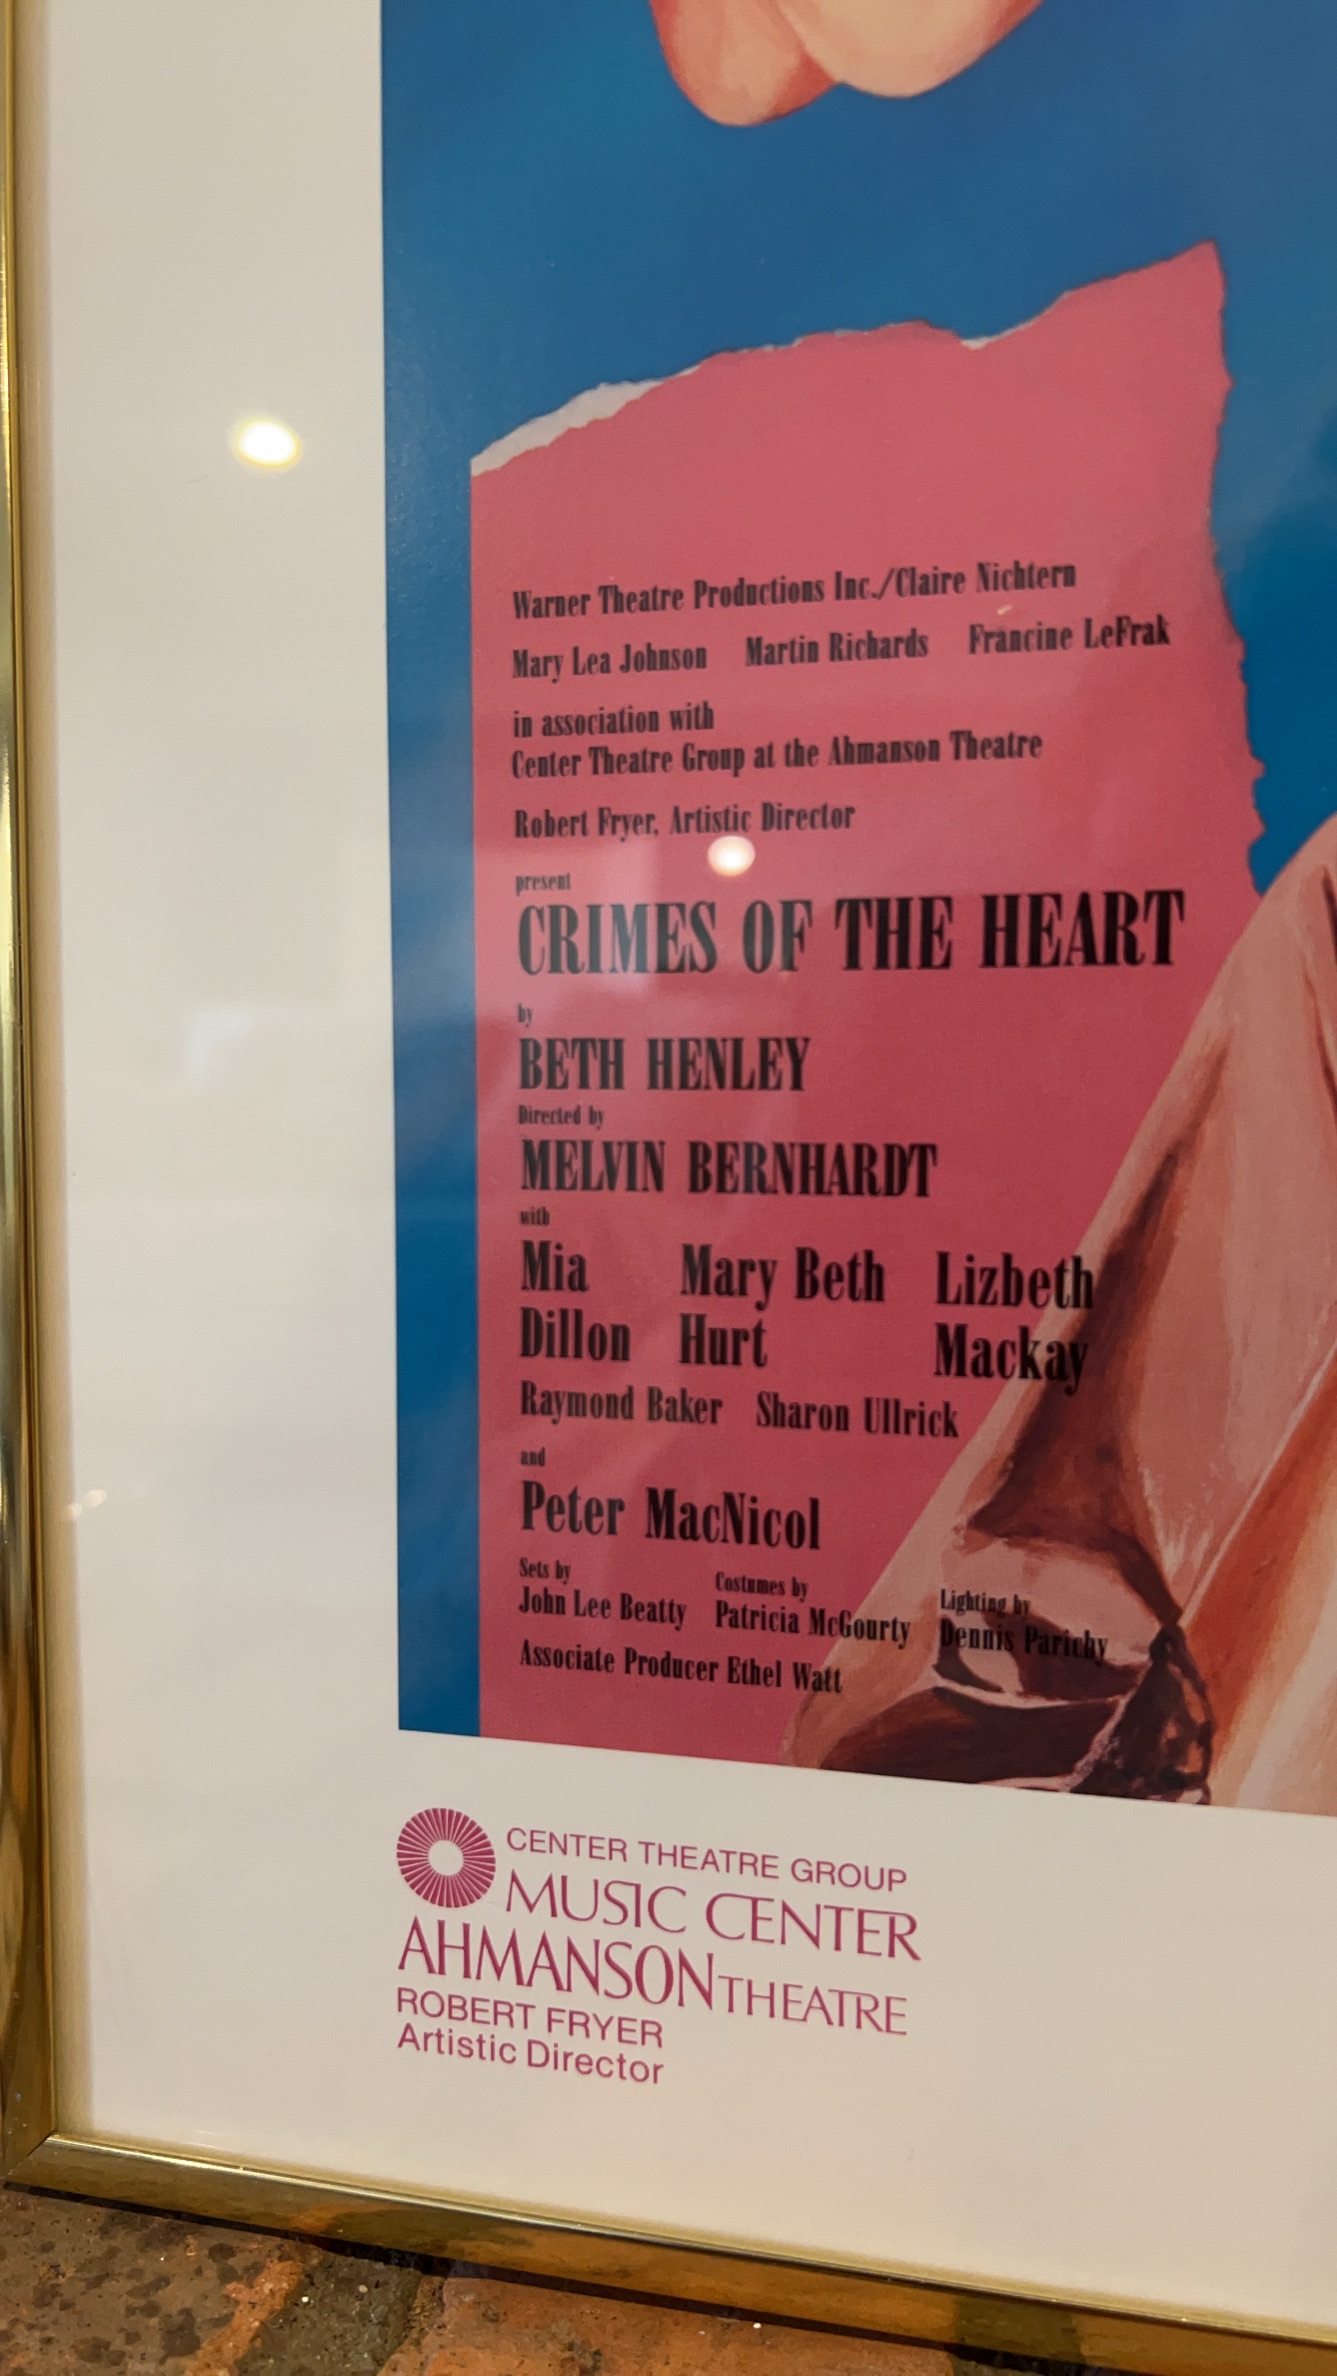 Warner Theatre Productions Inc./Claire Nichtern
Mary Lea Johnson Martin Richards Francine LeFrak
in association with
Center Theatre Group at the Ahmanson Theatre
Robert Fryer, Artistic Director
present
CRIMES OF THE HEART
by
BETH HENLEY
Directed by
MELVIN BERNHARDT
with
Mia Mary Beth Lizbeth
Dillon Hurt Mackay
Raymond Baker Sharon Ullrick
and
Peter MacNicol
Sets by Costumes by Lighting by
John Lee Beatty Patricia McGourty Dennis Parichy
Associate Producer Ethel Watt
CENTER THEATRE GROUP
MUSIC CENTER
AHMANSON THEATRE
ROBERT FRYER
Artistic Director